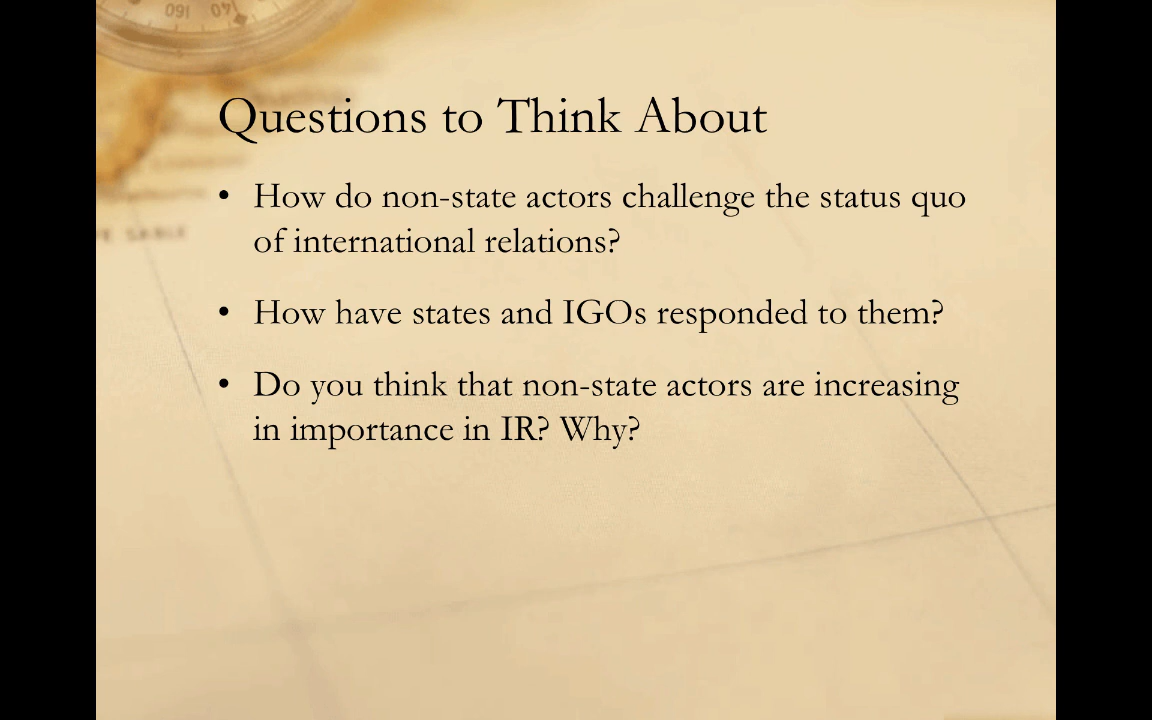 Questions to Think About
• How do non-state actors challenge the status quo
of international relations?
• How have states and IGOs responded to them?
• Do you think that non-state actors are increasing
in importance in IR? Why?